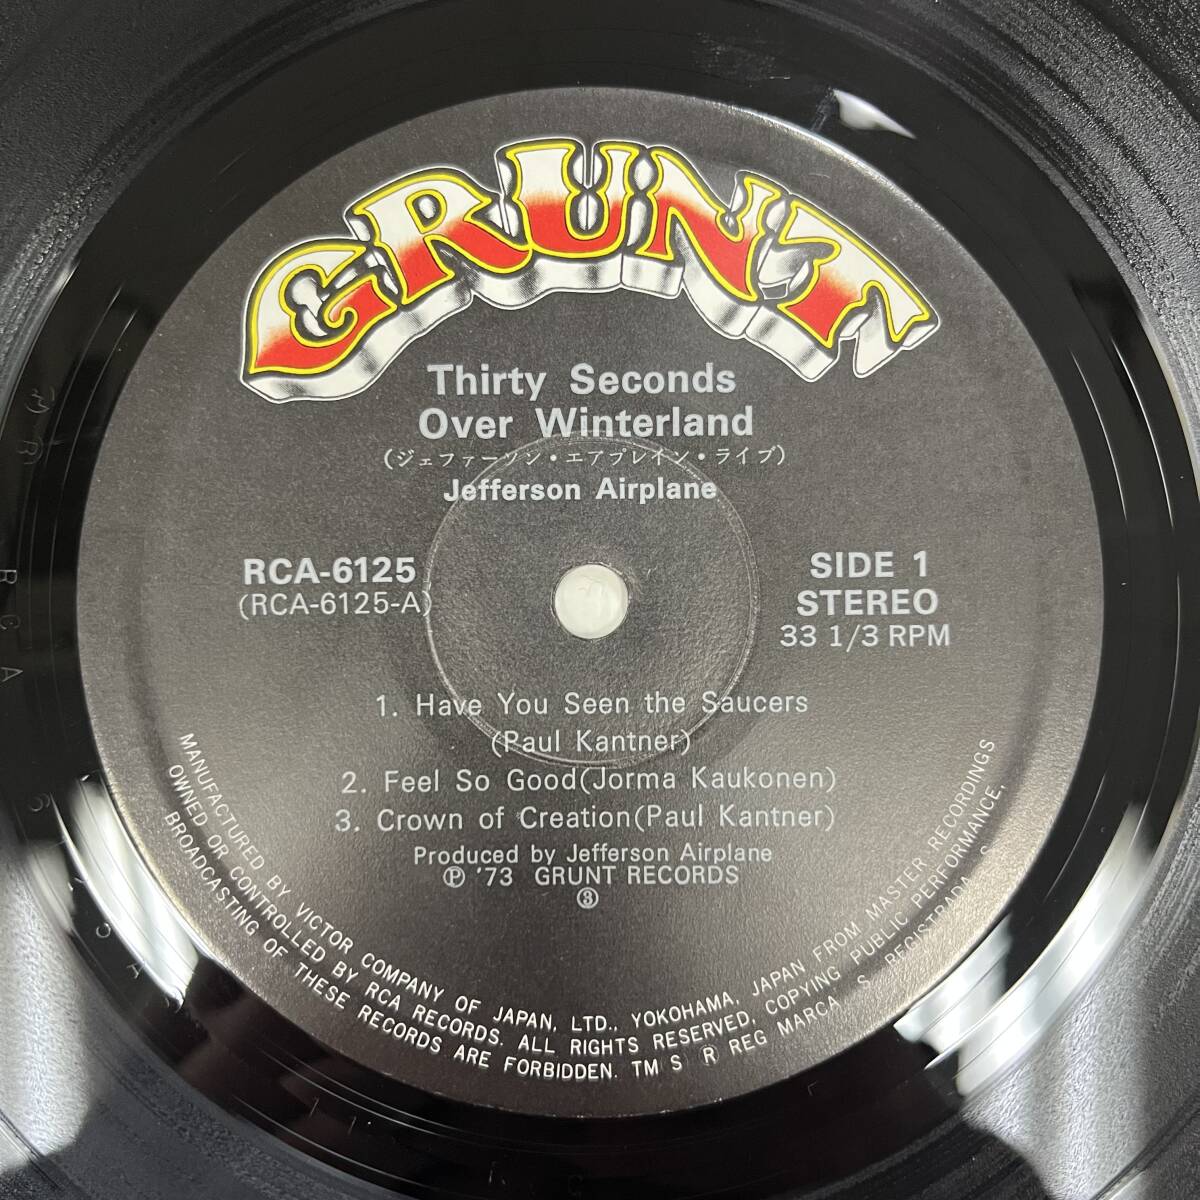 GRUNT
Thirty Seconds
Over Winterland
(ジェファーソン・エアプレイン・ライブ)
Jefferson Airplane
RCA-6125
(RCA-6125-A)
SIDE 1
STEREO
33 1/3 RPM
1. Have You Seen the Saucers
(Paul Kantner)
2. Feel So Good(Jorma Kaukonen)
3. Crown of Creation(Paul Kantner)
Produced by Jefferson Airplane
Ⓟ '73 GRUNT RECORDS
③
MANUFACTURED BY VICTOR COMPANY OF JAPAN, LTD., YOKOHAMA, JAPAN FROM MASTER RECORDINGS
OWNED OR CONTROLLED BY RCA RECORDS. ALL RIGHTS RESERVED, COPYING PUBLIC PERFORMANCE,
BROADCASTING OF THESE RECORDS ARE FORBIDDEN. TM S ® REG MARCA S REGISTRADA S